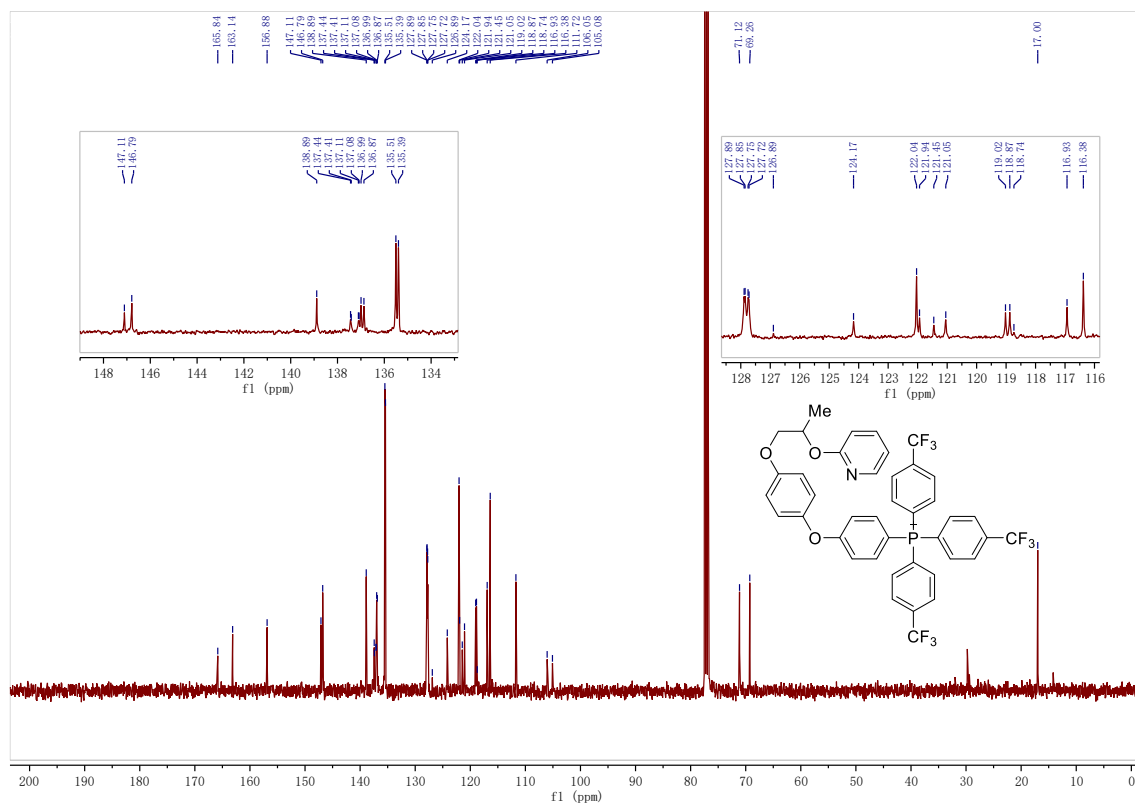 165.84 163.14 156.88 147.11 146.79 138.89 137.44 137.41 137.11 137.08 136.99 136.87 135.51 135.39 127.89 127.85 127.75 127.72 126.89 124.17 122.04 121.94 121.45 121.05 119.02 118.87 118.74 116.93 116.38 111.72 106.05 105.08 71.12 69.26 17.00
147.11 146.79 138.89 137.44 137.41 137.11 137.08 136.99 136.87 135.51 135.39
148 146 144 142 140 138 136 134
f1 (ppm)
127.89 127.85 127.75 127.72 126.89 124.17 122.04 121.94 121.45 121.05 119.02 118.87 118.74 116.93 116.38
128 127 126 125 124 123 122 121 120 119 118 117 116
f1 (ppm)
Me
CF3
O
O
N
O
P
+
CF3
CF3
200 190 180 170 160 150 140 130 120 110 100 90 80 70 60 50 40 30 20 10 0
f1 (ppm)